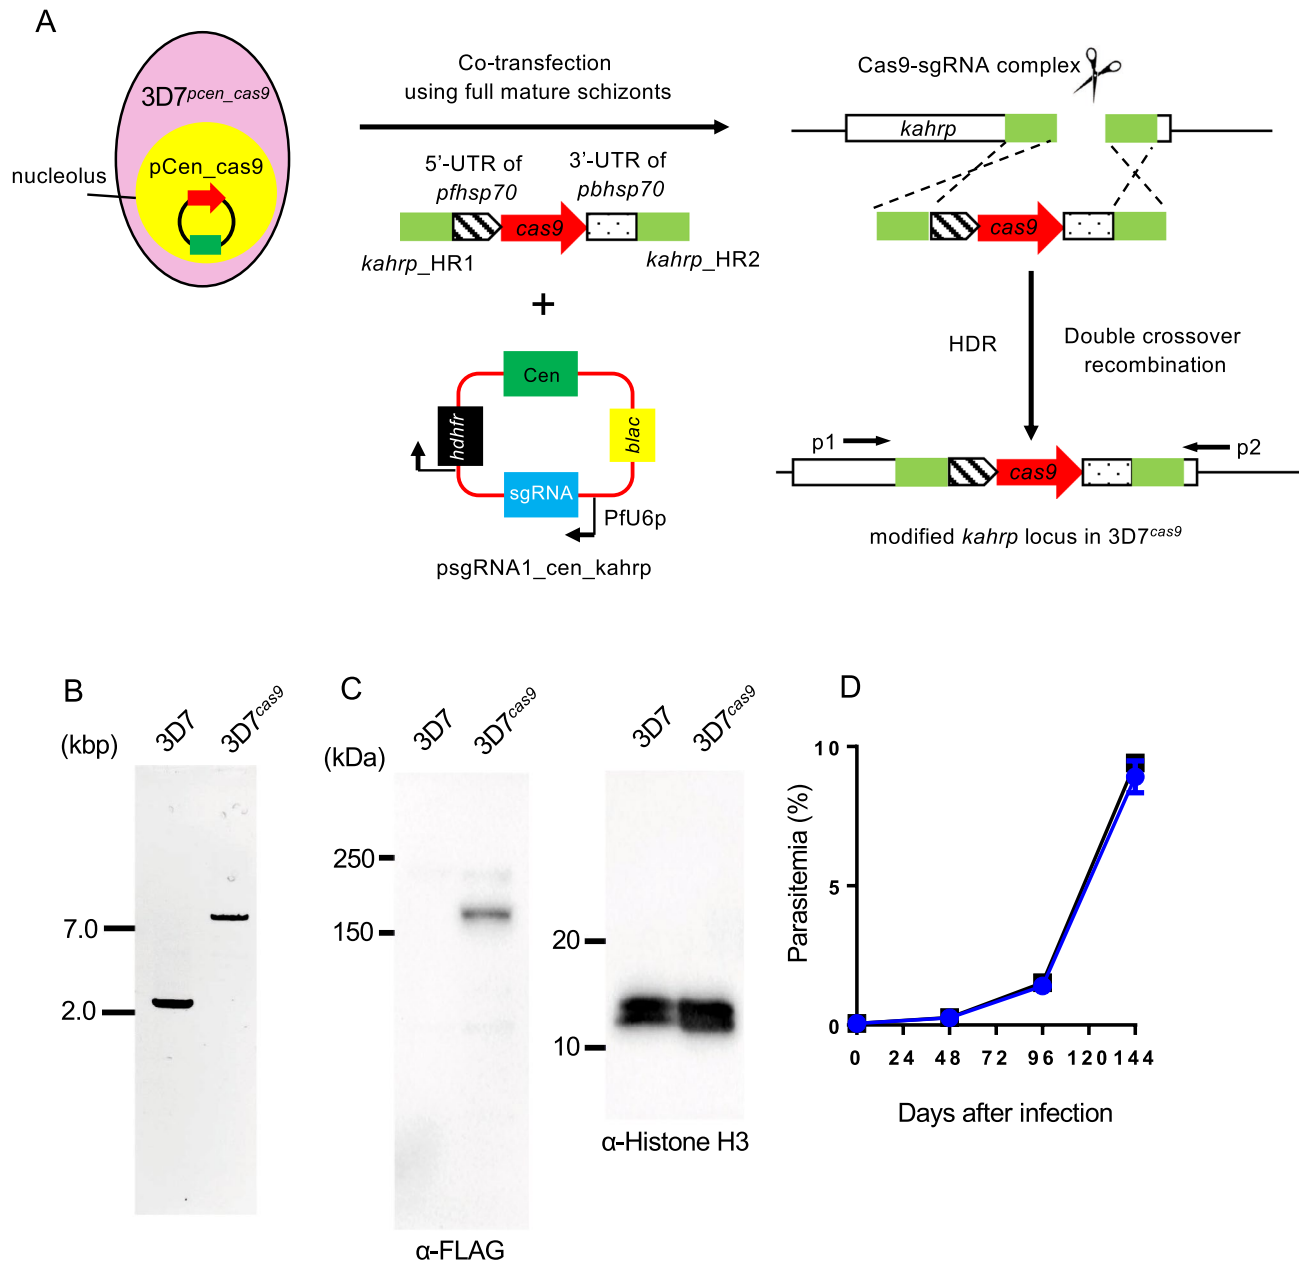 A
3D7pcen_cas9
pCen_cas9
nucleolus
Co-transfection
using full mature schizonts
5'-UTR of
pfhsp70
3'-UTR of
pbhsp70
cas9
kahrp_HR1
kahrp_HR2
+
Cen
hdhfr
blac
sgRNA
PfU6p
psgRNA1_cen_kahrp
Cas9-sgRNA complex
kahrp
cas9
HDR
Double crossover
recombination
p1
p2
cas9
modified kahrp locus in 3D7cas9
B
(kbp)
3D7
3D7cas9
7.0
2.0
C
(kDa)
3D7
3D7cas9
250
150
α-FLAG
3D7
3D7cas9
20
10
α-Histone H3
D
Parasitemia (%)
10
5
0
0 24 48 72 96 120 144
Days after infection